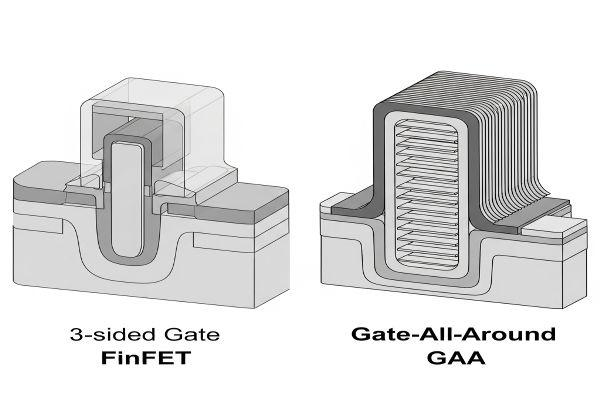 3-sided Gate
FinFET
Gate-All-Around
GAA